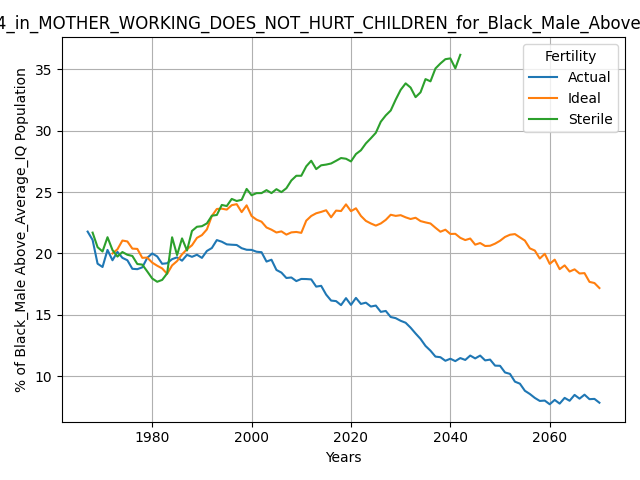 4_in_MOTHER_WORKING_DOES_NOT_HURT_CHILDREN_for_Black_Male_Above
Fertility
Actual
Ideal
Sterile
% of Black_Male Above_Average_IQ Population
35
30
25
20
15
10
1980 2000 2020 2040 2060
Years